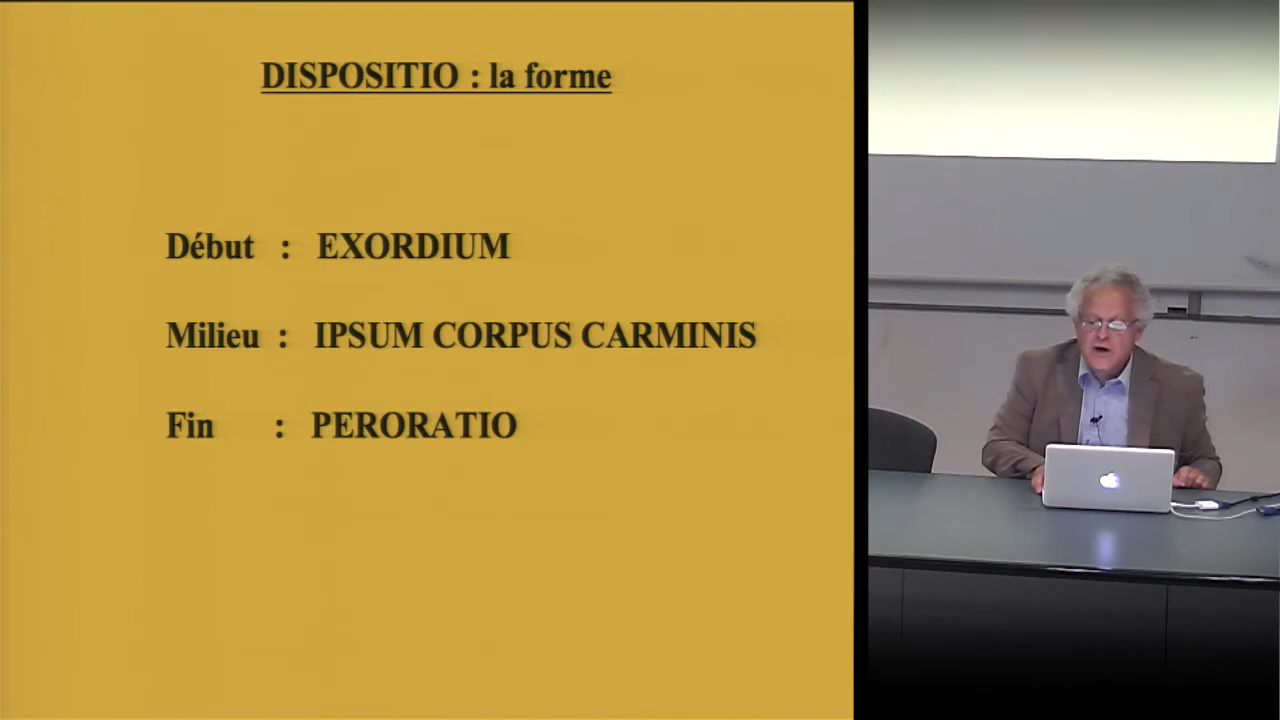 DISPOSITIO : la forme
Début : EXORDIUM
Milieu : IPSUM CORPUS CARMINIS
Fin : PERORATIO